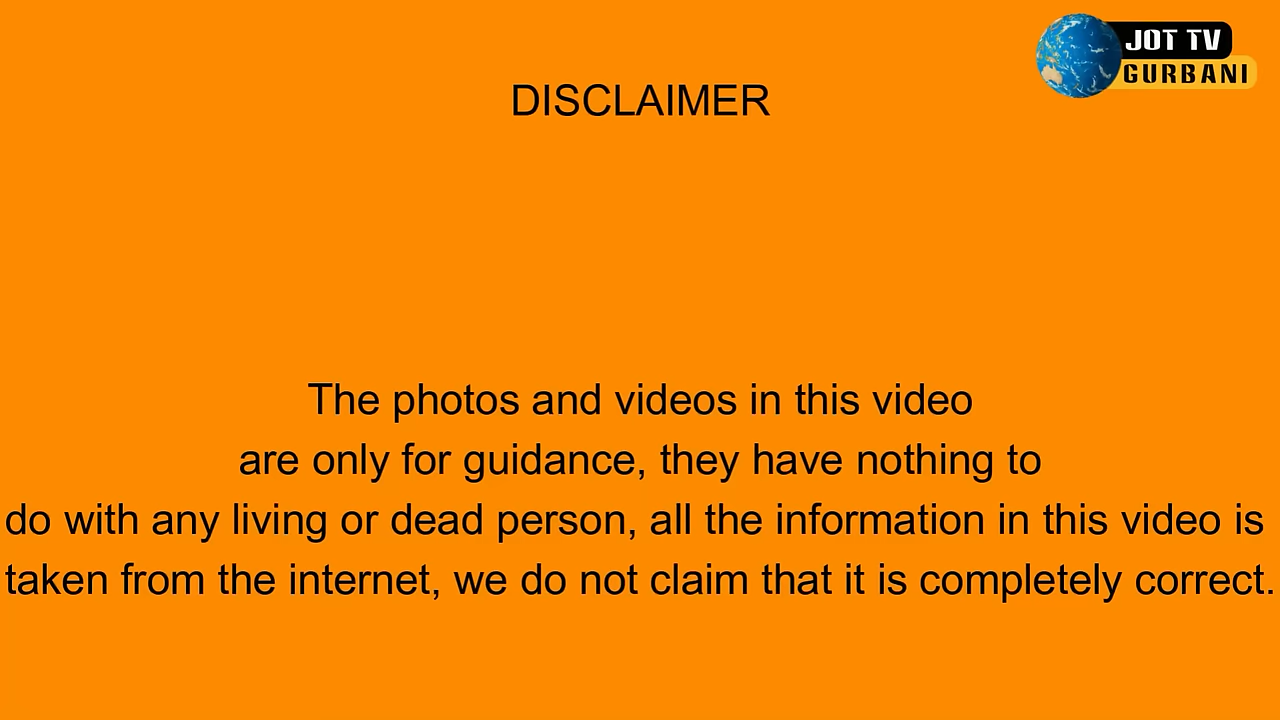 JOT TV
GURBANI
DISCLAIMER
The photos and videos in this video
are only for guidance, they have nothing to
do with any living or dead person, all the information in this video is
taken from the internet, we do not claim that it is completely correct.